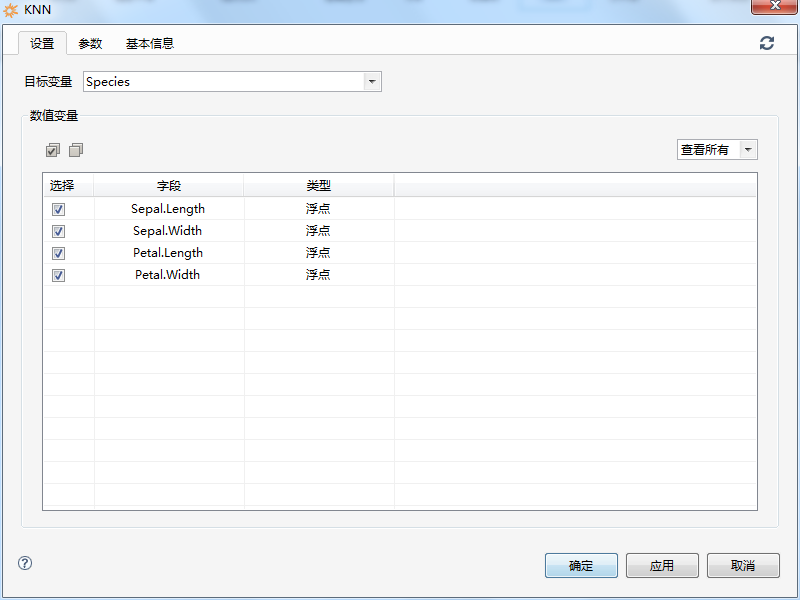 KNN
设置 参数 基本信息
目标变量 Species
数值变量
查看所有
选择 字段 类型
Sepal.Length 浮点
Sepal.Width 浮点
Petal.Length 浮点
Petal.Width 浮点
? 确定 应用 取消